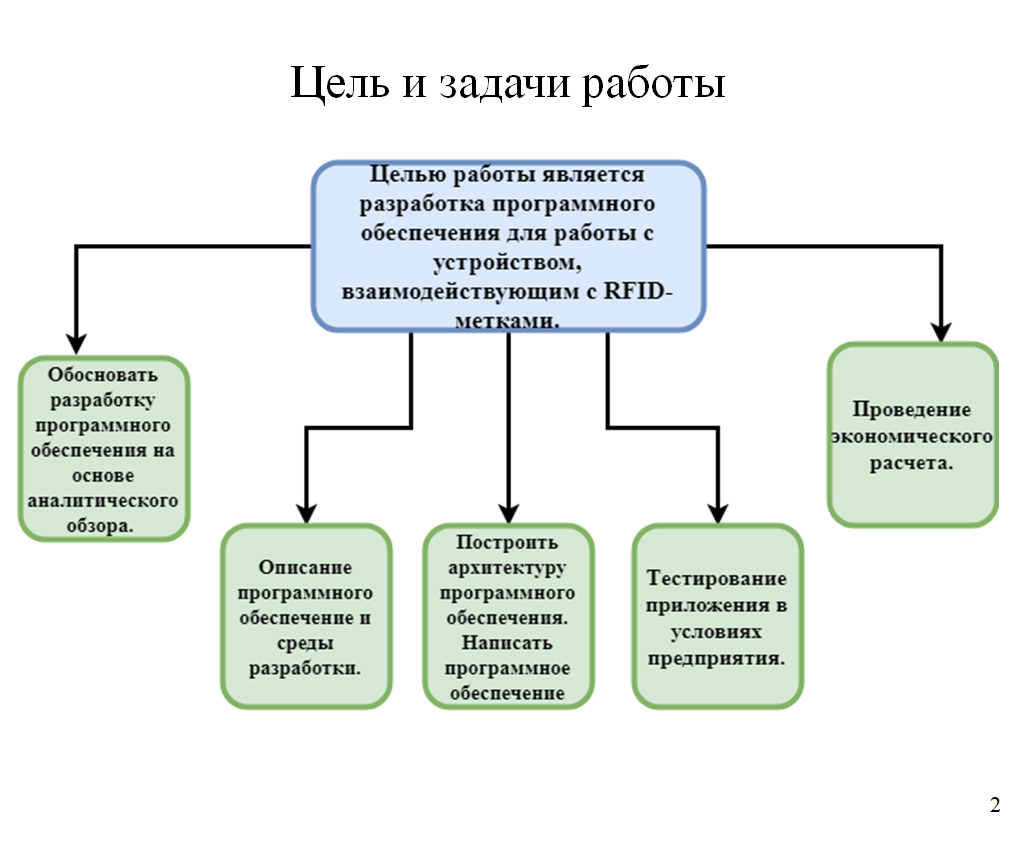 Цель и задачи работы
Целью работы является
разработка программного
обеспечения для работы с
устройством,
взаимодействующим с RFID-
метками.
Обосновать
разработку
программного
обеспечения на
основе
аналитического
обзора.
Описание
программного
обеспечение и
среды
разработки.
Построить
архитектуру
программного
обеспечения.
Написать
программное
обеспечение
Тестирование
приложения в
условиях
предприятия.
Проведение
экономического
расчета.
2